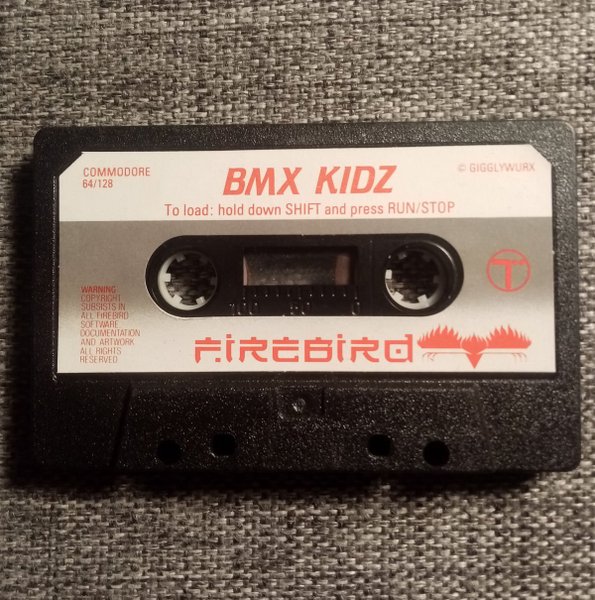 COMMODORE
64/128
BMX KIDZ
© GIGGLYWURX
To load: hold down SHIFT and press RUN/STOP
WARNING
COPYRIGHT
SUBSISTS IN
ALL FIREBIRD
SOFTWARE
DOCUMENTATION
AND ARTWORK
ALL RIGHTS
RESERVED
T
FIREBIRD